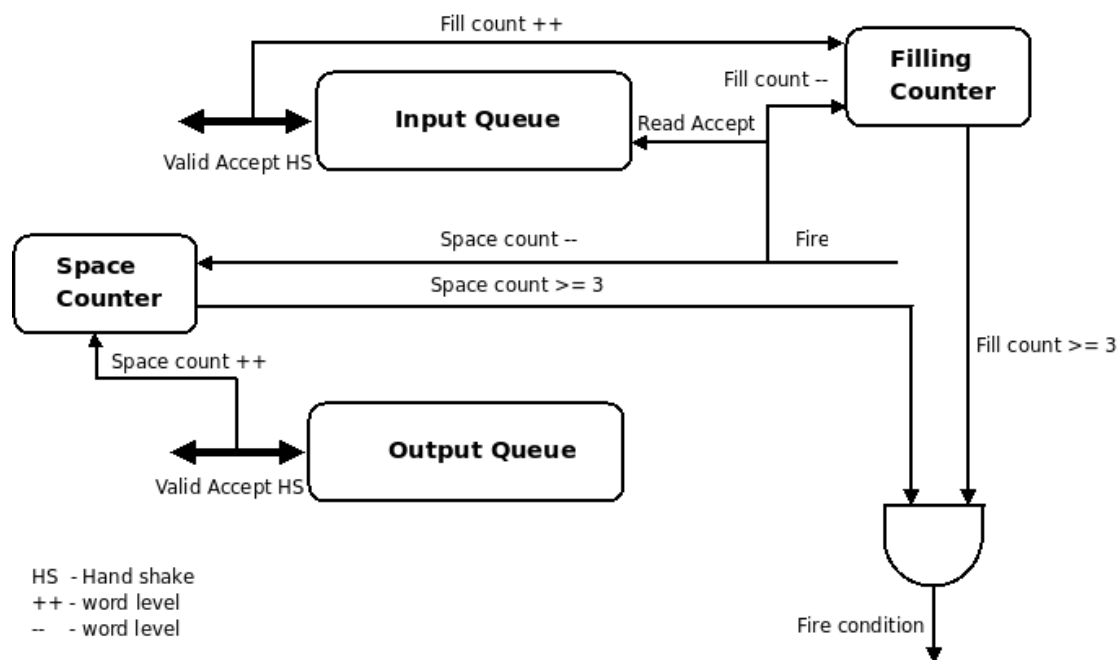 Fill count ++
Filling
Counter
Fill count --
Input Queue
Read Accept
Valid Accept HS
Space count --
Fire
Space
Counter
Space count >= 3
Fill count >= 3
Space count ++
Output Queue
Valid Accept HS
HS - Hand shake
++ - word level
-- - word level
Fire condition